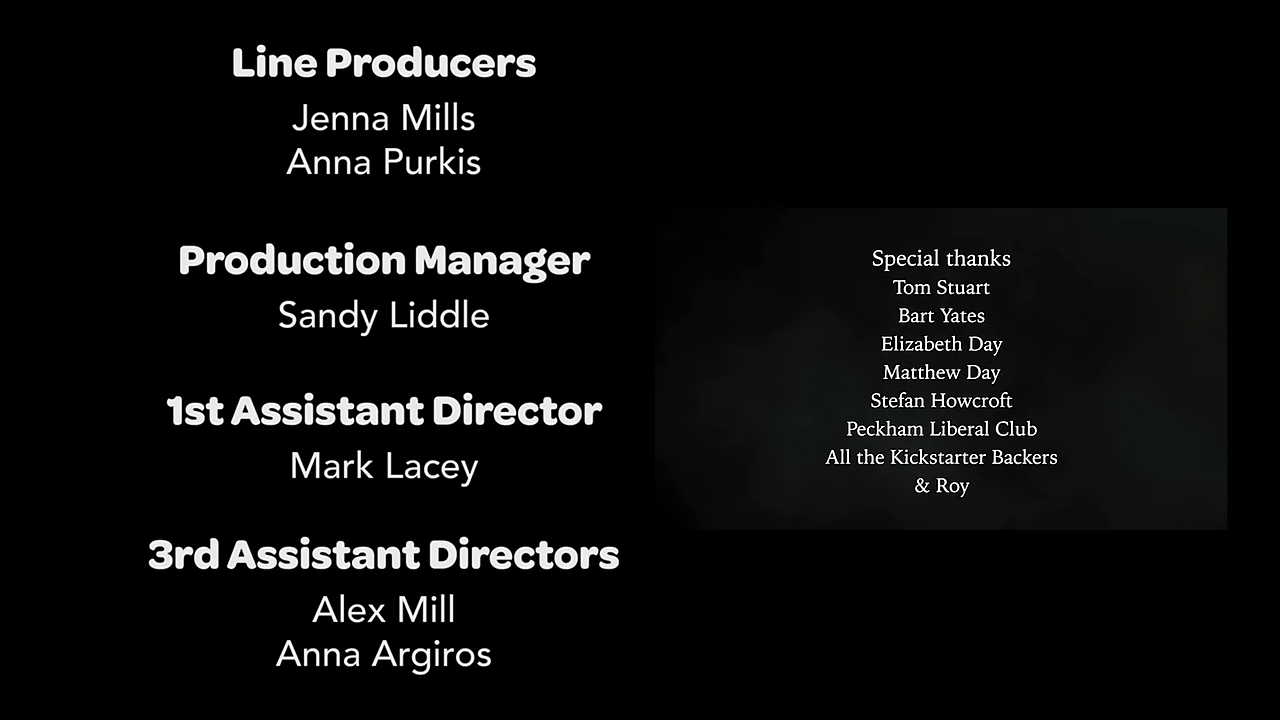 Line Producers
Jenna Mills
Anna Purkis
Production Manager
Sandy Liddle
1st Assistant Director
Mark Lacey
3rd Assistant Directors
Alex Mill
Anna Argiros
Special thanks
Tom Stuart
Bart Yates
Elizabeth Day
Matthew Day
Stefan Howcroft
Peckham Liberal Club
All the Kickstarter Backers
& Roy